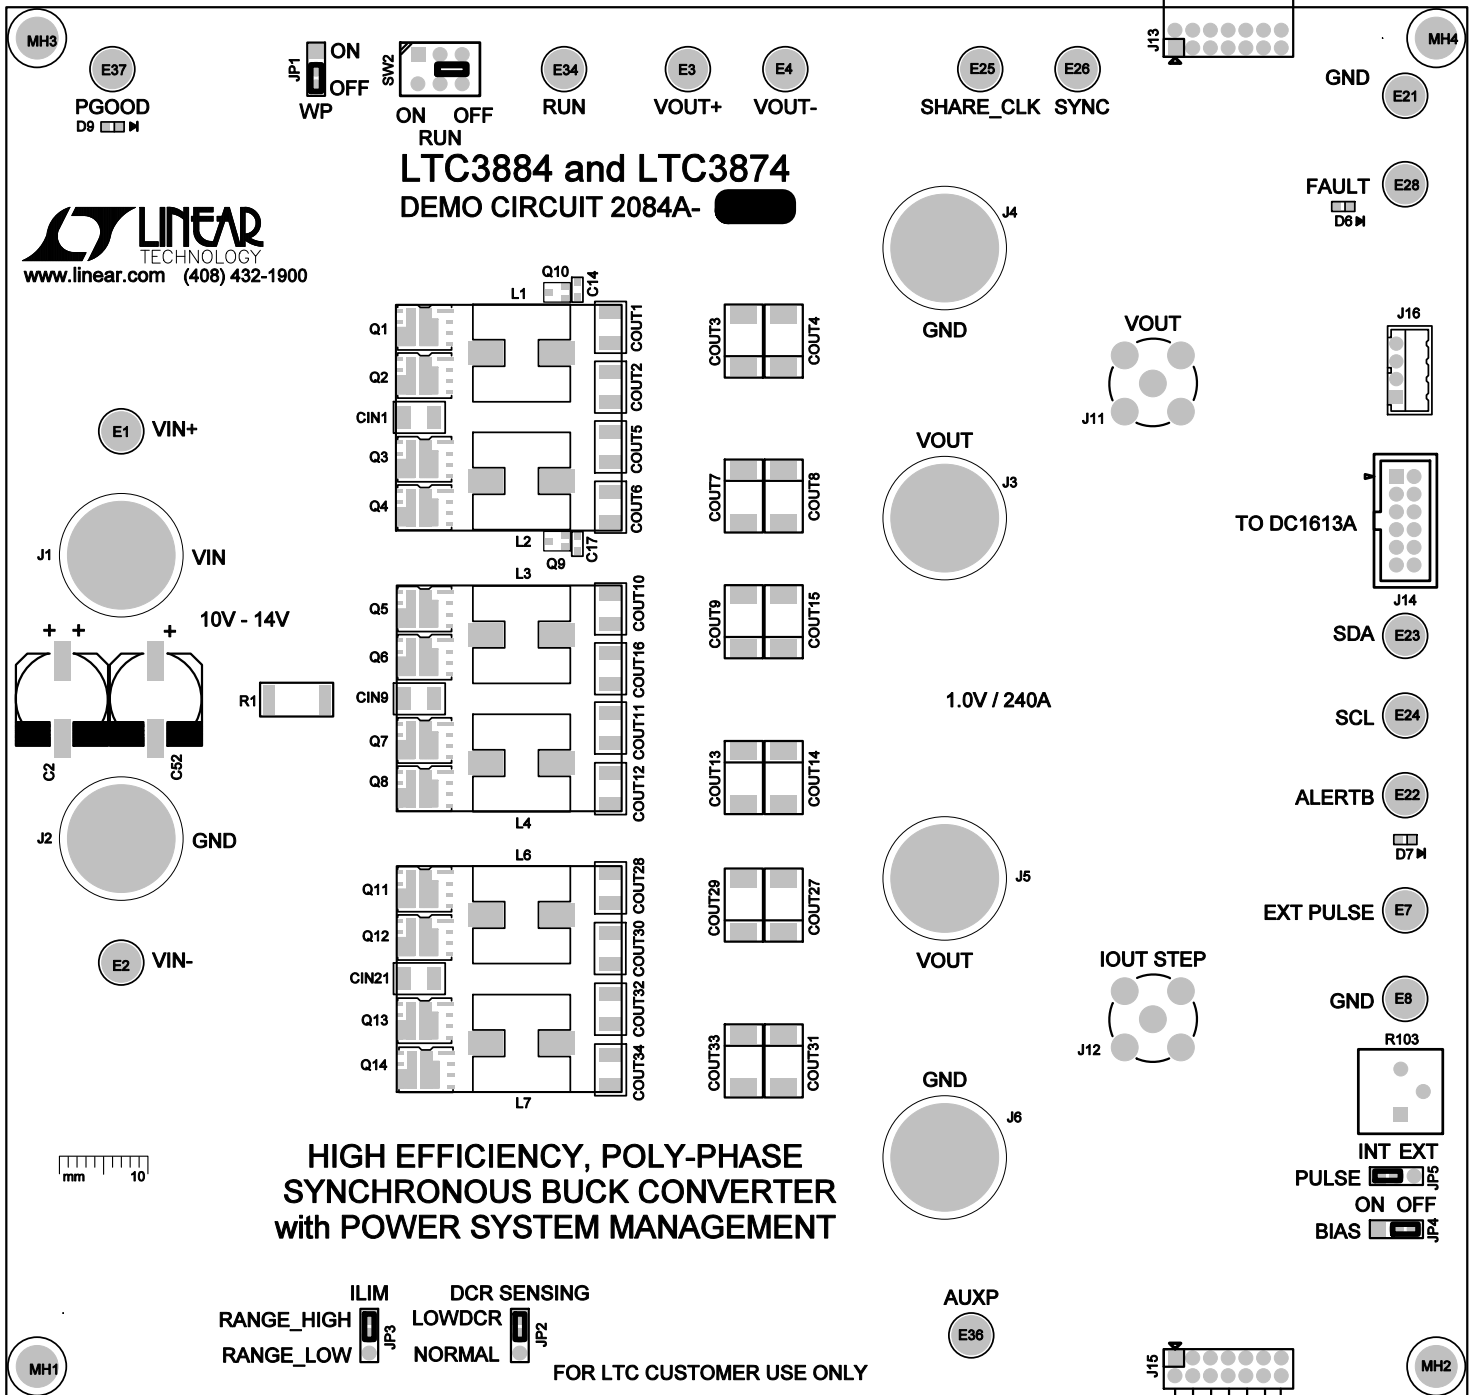 MH3
MH4
J13
E37
PGOOD
D9
JP1
ON
OFF
WP
SW2
ON OFF
RUN
E34
RUN
E3
VOUT+
E4
VOUT-
E25
SHARE_CLK
E26
SYNC
GND
E21
LTC3884 and LTC3874
DEMO CIRCUIT 2084A-
FAULT
E28
D6
LINEAR
TECHNOLOGY
www.linear.com (408) 432-1900
J4
GND
Q10
C14
L1
Q1
Q2
CIN1
Q3
Q4
COUT1
COUT2
COUT5
COUT6
L2
Q9
C17
COUT3
COUT4
COUT7
COUT8
VOUT
J11
J16
VOUT
J3
E1
VIN+
J1
VIN
10V - 14V
TO DC1613A
J14
L3
Q5
Q6
CIN9
Q7
Q8
COUT10
COUT16
COUT11
COUT12
L4
COUT9
COUT15
COUT13
COUT14
+ +
+
C2
C52
R1
1.0V / 240A
SDA
E23
SCL
E24
ALERTB
E22
D7
J2
GND
E2
VIN-
L6
Q11
Q12
CIN21
Q13
Q14
COUT28
COUT30
COUT32
COUT34
L7
COUT29
COUT27
COUT33
COUT31
J5
VOUT
EXT PULSE
E7
IOUT STEP
J12
GND
E8
R103
GND
J6
INT EXT
PULSE
JP5
ON OFF
BIAS
JP4
mm 10
HIGH EFFICIENCY, POLY-PHASE
SYNCHRONOUS BUCK CONVERTER
with POWER SYSTEM MANAGEMENT
ILIM
RANGE_HIGH
RANGE_LOW
JP3
DCR SENSING
LOWDCR
NORMAL
JP2
AUXP
E36
FOR LTC CUSTOMER USE ONLY
J15
MH1
MH2